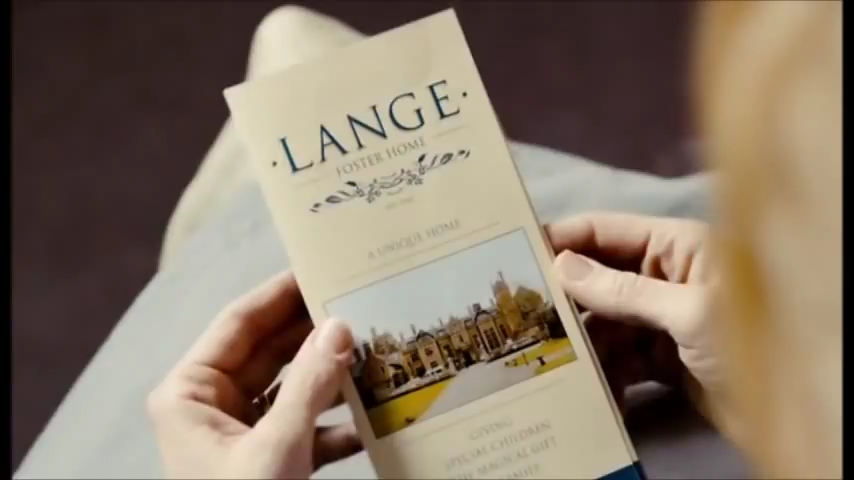 · LANGE ·
FOSTER HOME
A UNIQUE HOME
GIVING
SPECIAL CHILDREN
THE MAGICAL GIFT